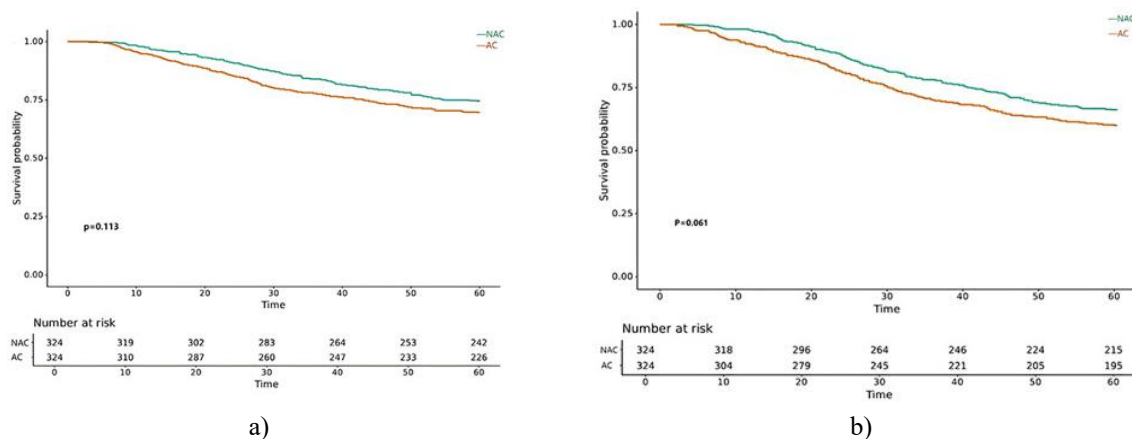 NAC
AC
1.00
0.75
0.50
0.25
0.00
Survival probability
p=0.113
0 10 20 30 40 50 60
Time
Number at risk
NAC 324 319 302 283 264 253 242
AC 324 310 287 260 247 233 226
0 10 20 30 40 50 60
Time
a)
NAC
AC
1.00
0.75
0.50
0.25
0.00
Survival probability
P=0.061
0 10 20 30 40 50 60
Time
Number at risk
NAC 324 318 296 264 246 224 215
AC 324 304 279 245 221 205 195
0 10 20 30 40 50 60
Time
b)